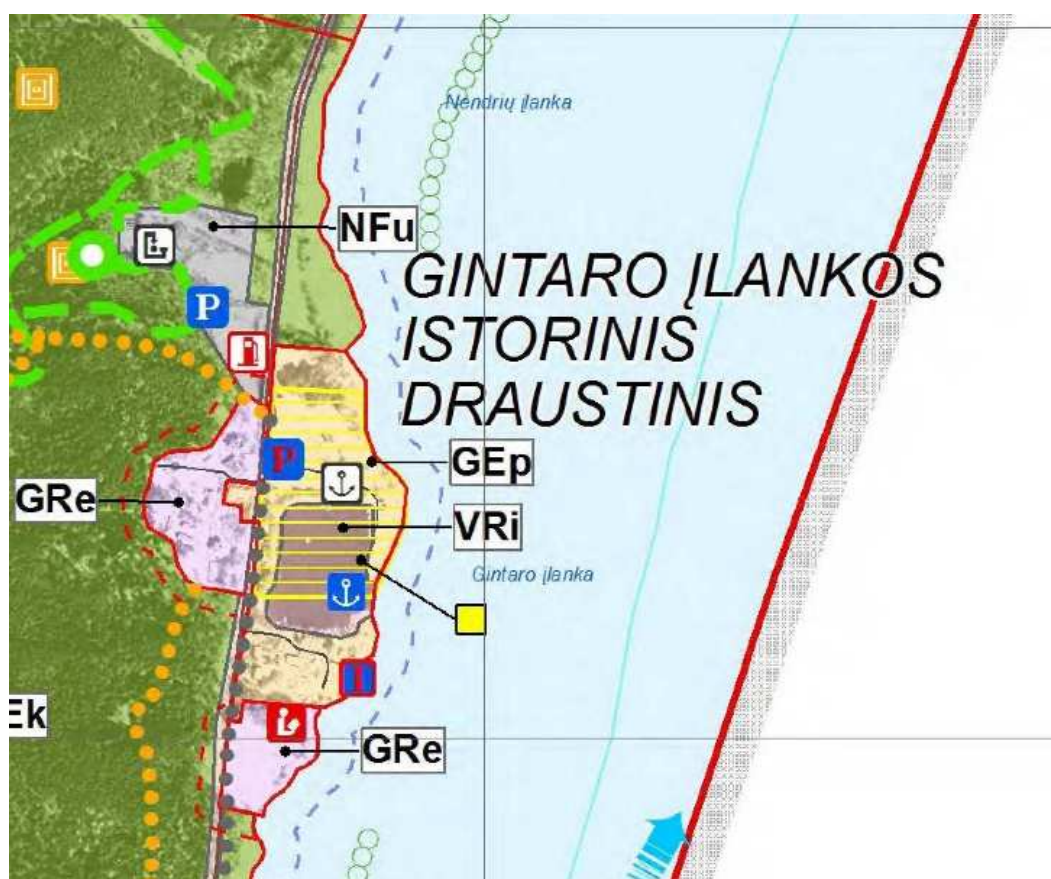 Nendrių įlanka
NFu
GINTARO ĮLANKOS
ISTORINIS
DRAUSTINIS
P
P
GEp
GRe
VRi
Gintaro įlanka
Ek
GRe